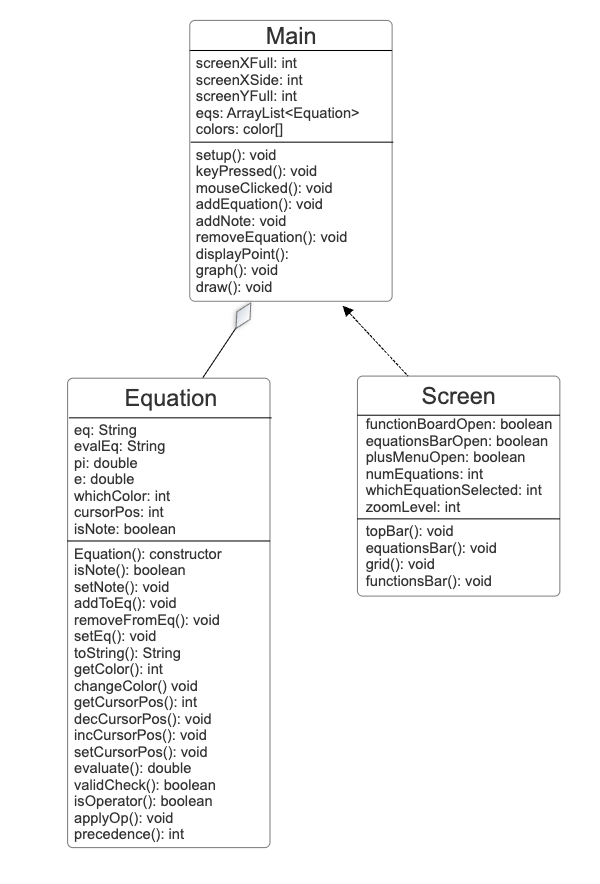 Main
screenXFull: int
screenXSide: int
screenYFull: int
eqs: ArrayList<Equation>
colors: color[]
setup(): void
keyPressed(): void
mouseClicked(): void
addEquation(): void
addNote: void
removeEquation(): void
displayPoint():
graph(): void
draw(): void
Equation
eq: String
evalEq: String
pi: double
e: double
whichColor: int
cursorPos: int
isNote: boolean
Equation(): constructor
isNote(): boolean
setNote(): void
addToEq(): void
removeFromEq(): void
setEq(): void
toString(): String
getColor(): int
changeColor() void
getCursorPos(): int
decCursorPos(): void
incCursorPos(): void
setCursorPos(): void
evaluate(): double
validCheck(): boolean
isOperator(): boolean
applyOp(): void
precedence(): int
Screen
functionBoardOpen: boolean
equationsBarOpen: boolean
plusMenuOpen: boolean
numEquations: int
whichEquationSelected: int
zoomLevel: int
topBar(): void
equationsBar(): void
grid(): void
functionsBar(): void